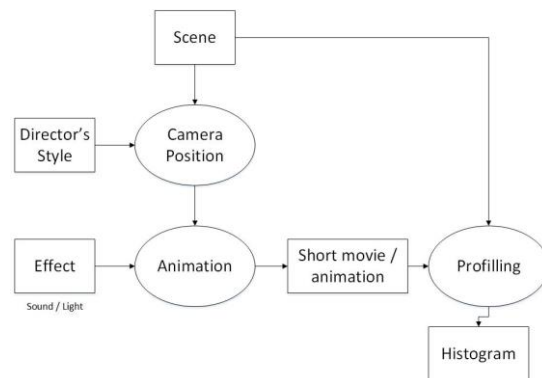 Scene
Director's
Style
Camera
Position
Effect
Animation
Short movie /
animation
Profilling
Sound / Light
Histogram